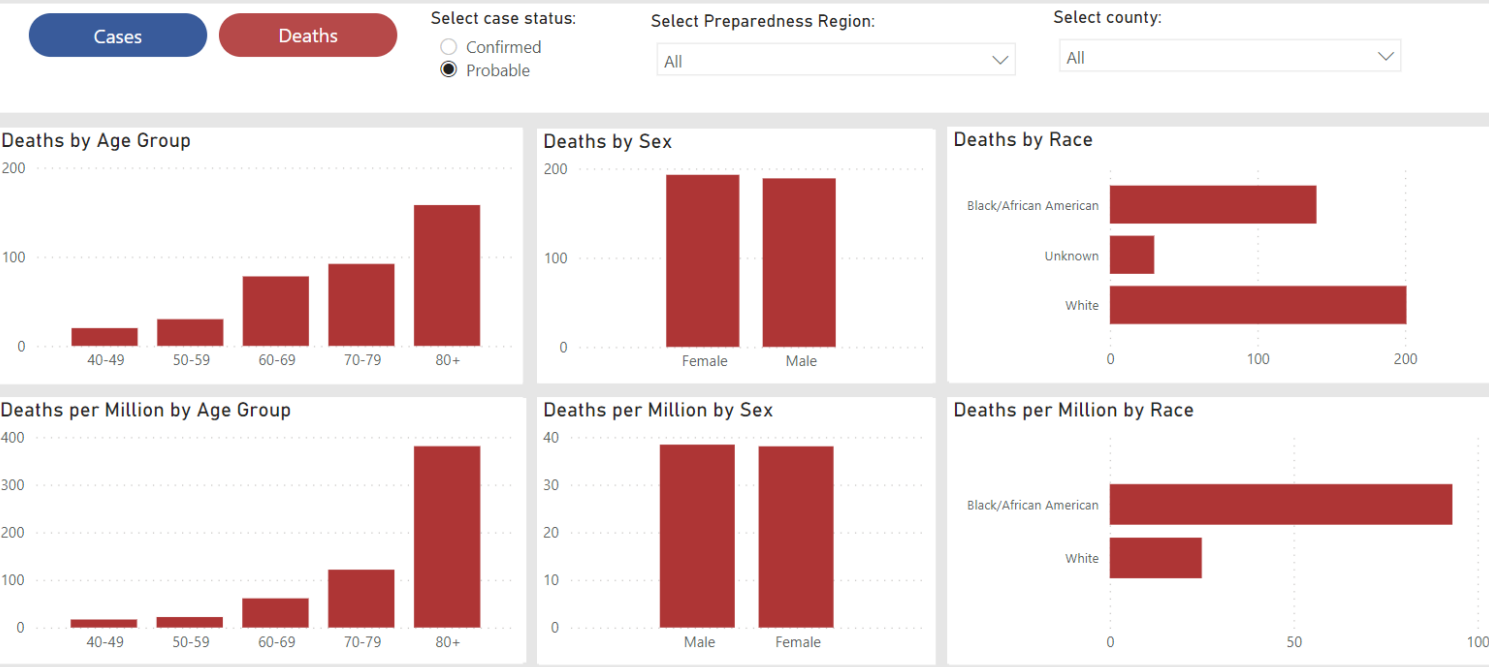 Cases
Deaths
Select case status:
Confirmed
Probable
Select Preparedness Region:
All
Select county:
All
Deaths by Age Group
200
100
0
40-49 50-59 60-69 70-79 80+
Deaths by Sex
200
100
0
Female Male
Deaths by Race
Black/African American
Unknown
White
0 100 200
Deaths per Million by Age Group
400
300
200
100
0
40-49 50-59 60-69 70-79 80+
Deaths per Million by Sex
40
30
20
10
0
Male Female
Deaths per Million by Race
Black/African American
White
0 50 100